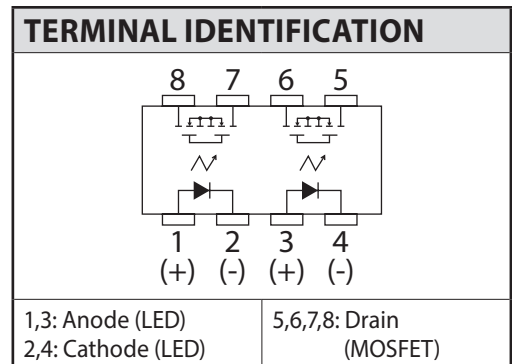 TERMINAL IDENTIFICATION
8 7 6 5
1 2 3 4
(+) (-) (+) (-)
1,3: Anode (LED)
2,4: Cathode (LED)
5,6,7,8: Drain
(MOSFET)